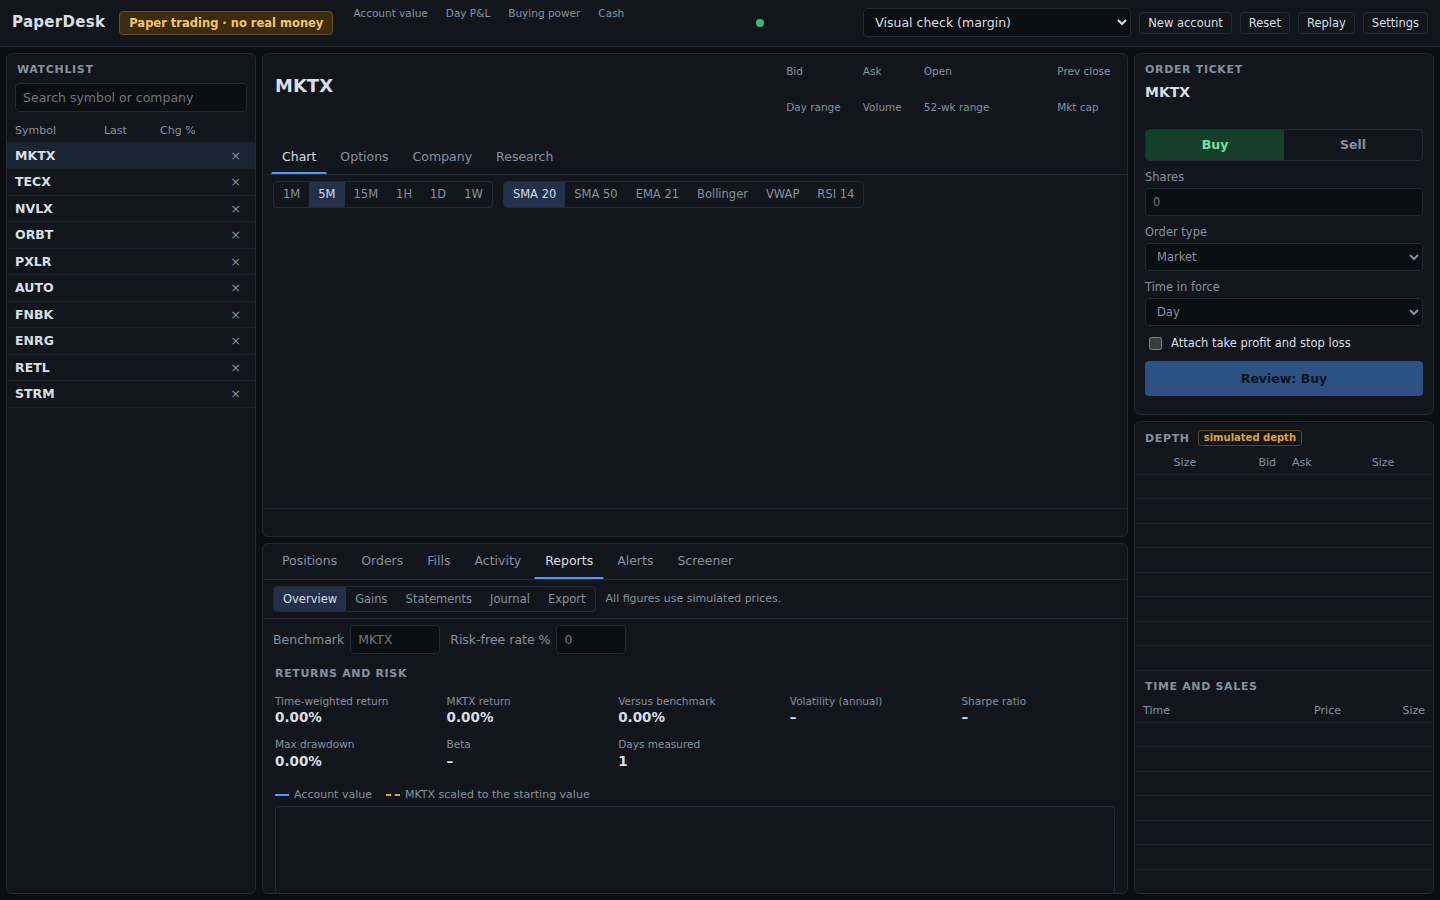 PaperDesk
Paper trading · no real money
Account value Day P&L Buying power Cash
Visual check (margin)
New account Reset Replay Settings
WATCHLIST
Search symbol or company
Symbol Last Chg %
MKTX ×
TECX ×
NVLX ×
ORBT ×
PXLR ×
AUTO ×
FNBK ×
ENRG ×
RETL ×
STRM ×
MKTX
Bid Ask Open Prev close
Day range Volume 52-wk range Mkt cap
Chart Options Company Research
1M 5M 15M 1H 1D 1W SMA 20 SMA 50 EMA 21 Bollinger VWAP RSI 14
Positions Orders Fills Activity Reports Alerts Screener
Overview Gains Statements Journal Export All figures use simulated prices.
Benchmark MKTX Risk-free rate % 0
RETURNS AND RISK
Time-weighted return MKTX return Versus benchmark Volatility (annual) Sharpe ratio
0.00% 0.00% 0.00% – –
Max drawdown Beta Days measured
0.00% – 1
Account value MKTX scaled to the starting value
ORDER TICKET
MKTX
Buy Sell
Shares
0
Order type
Market
Time in force
Day
Attach take profit and stop loss
Review: Buy
DEPTH simulated depth
Size Bid Ask Size
TIME AND SALES
Time Price Size